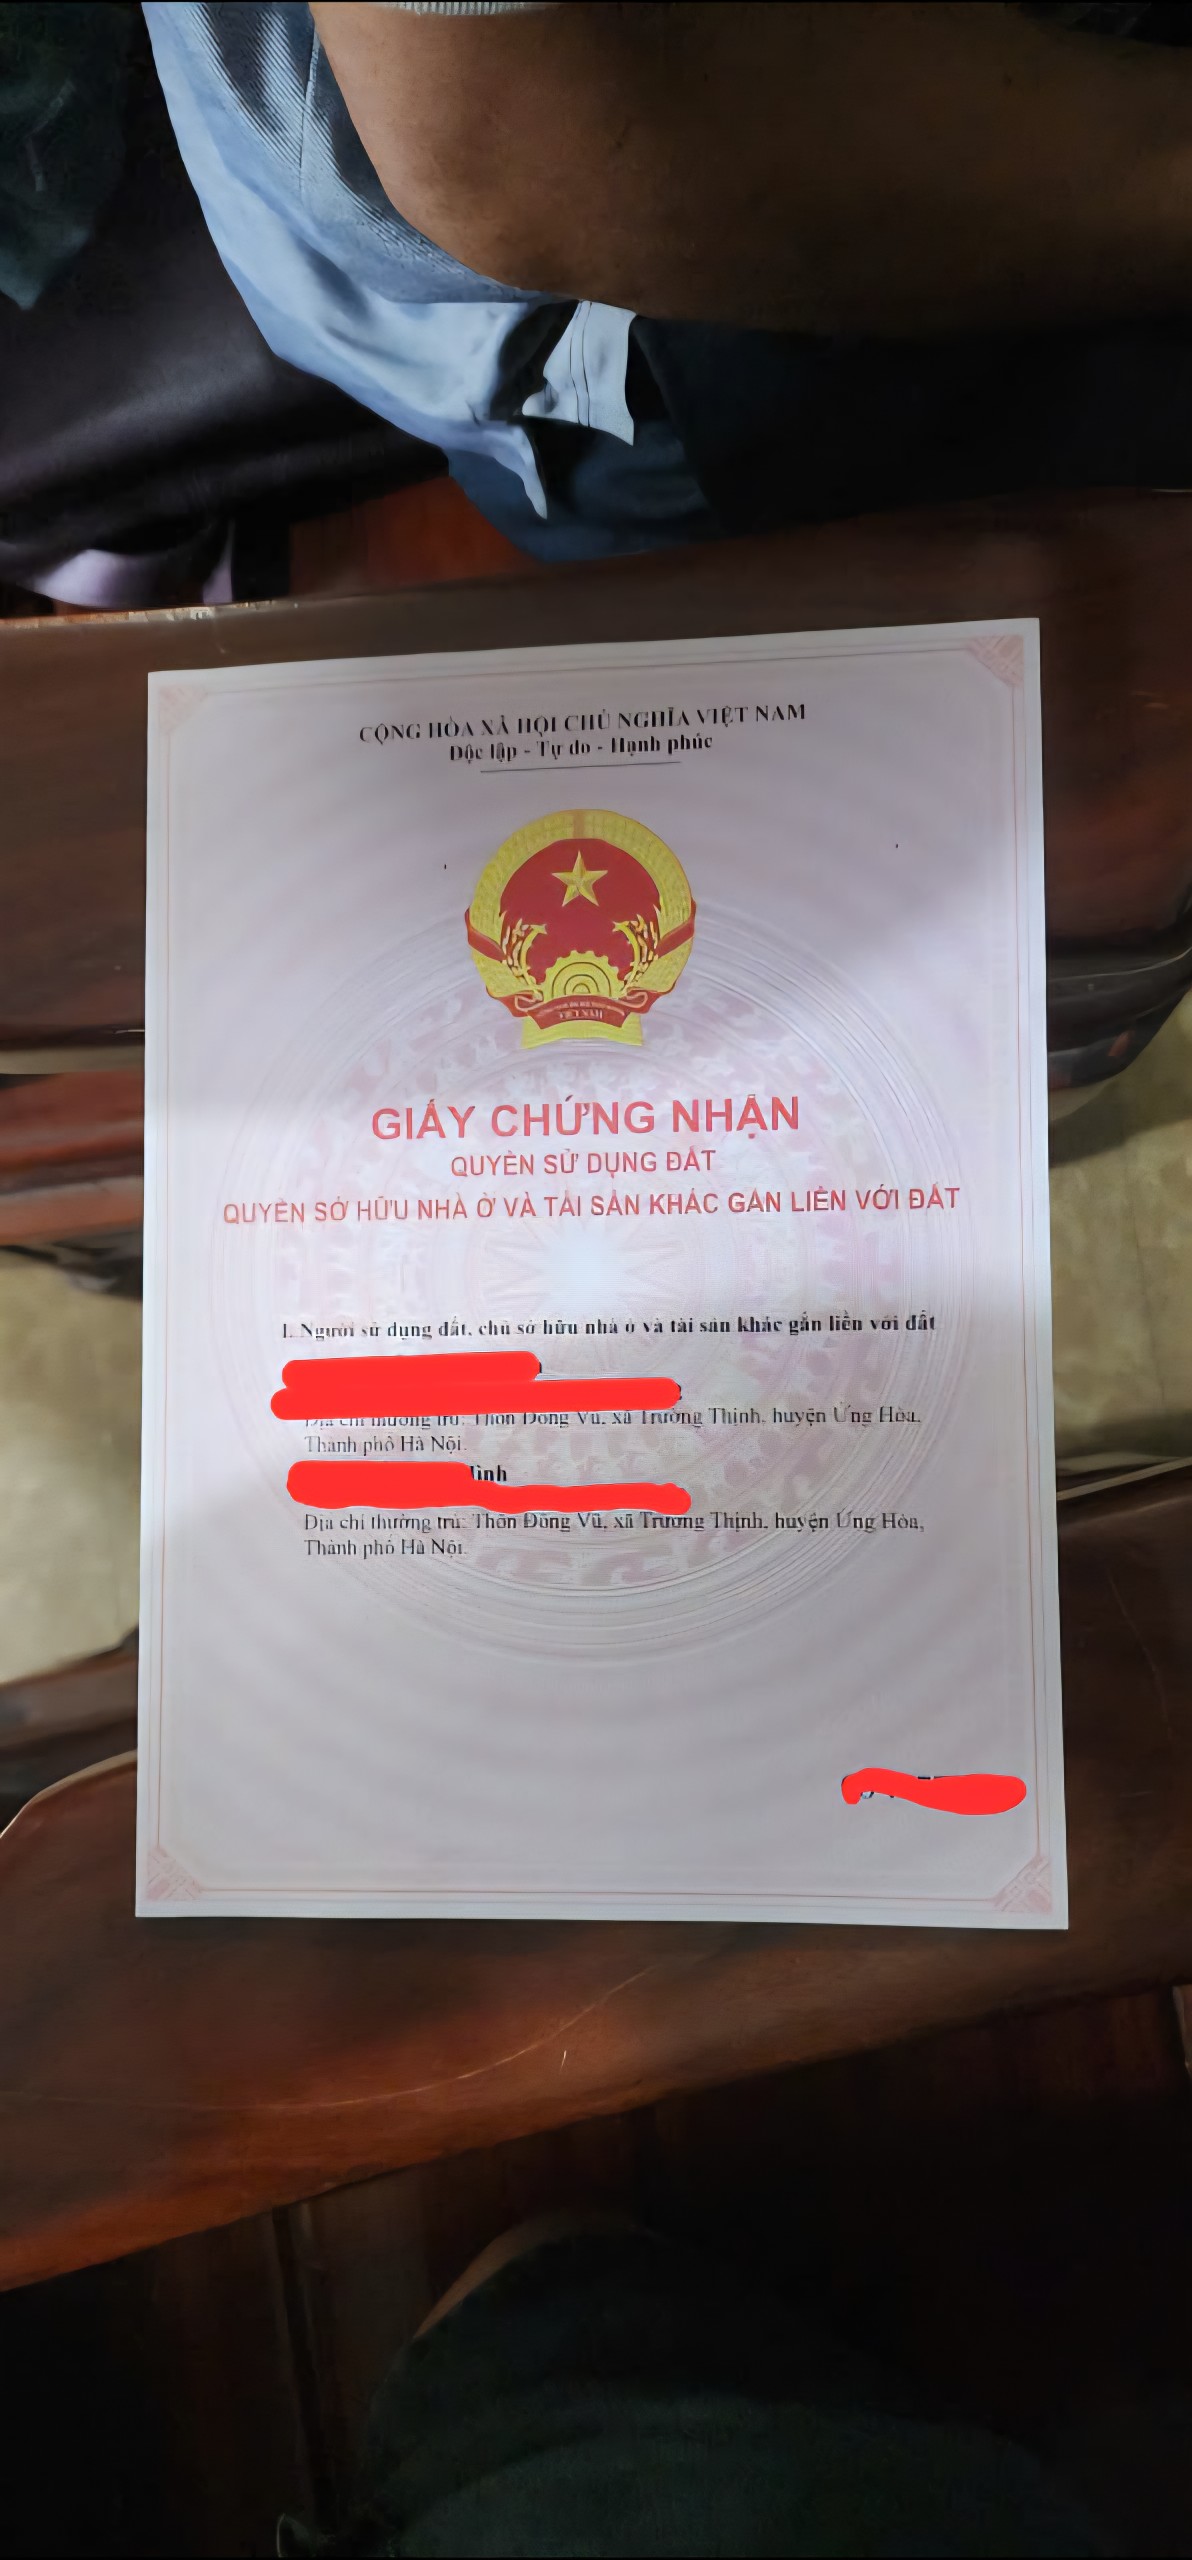 CỘNG HÒA XÃ HỘI CHỦ NGHĨA VIỆT NAM
Độc lập - Tự do - Hạnh phúc
VIỆT NAM
GIẤY CHỨNG NHẬN
QUYỀN SỬ DỤNG ĐẤT
QUYỀN SỞ HỮU NHÀ Ở VÀ TÀI SẢN KHÁC GẮN LIỀN VỚI ĐẤT
I. Người sử dụng đất, chủ sở hữu nhà ở và tài sản khác gắn liền với đất
Địa chỉ thường trú: Thôn Đông Vũ, xã Trường Thịnh, huyện Ứng Hòa,
Thành phố Hà Nội.
Địa chỉ thường trú: Thôn Đông Vũ, xã Trường Thịnh, huyện Ứng Hòa,
Thành phố Hà Nội.